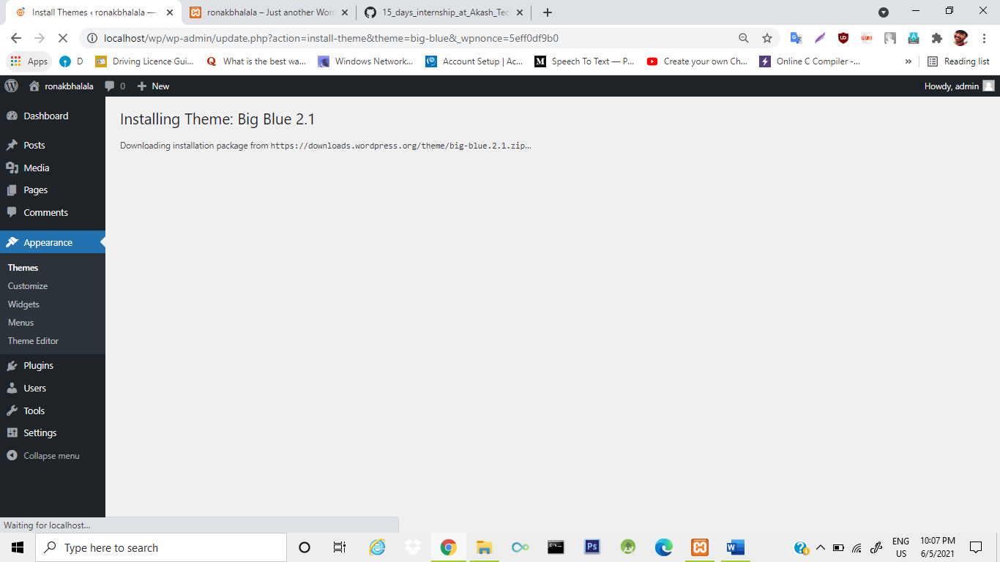 Install Themes ‹ ronakbhalala —
ronakbhalala – Just another Wor
15_days_internship_at_Akash_Tec
localhost/wp/wp-admin/update.php?action=install-theme&theme=big-blue&_wpnonce=5eff0df9b0
Apps
D
Driving Licence Gui...
What is the best wa...
Windows Network...
Account Setup | Ac...
Speech To Text — P...
Create your own Ch...
Online C Compiler -...
»
Reading list
ronakbhalala
0
New
Howdy, admin
Dashboard
Posts
Media
Pages
Comments
Appearance
Themes
Customize
Widgets
Menus
Theme Editor
Plugins
Users
Tools
Settings
Collapse menu
Installing Theme: Big Blue 2.1
Downloading installation package from https://downloads.wordpress.org/theme/big-blue.2.1.zip…
Waiting for localhost...
Type here to search
Ps
ENG
US
10:07 PM
6/5/2021